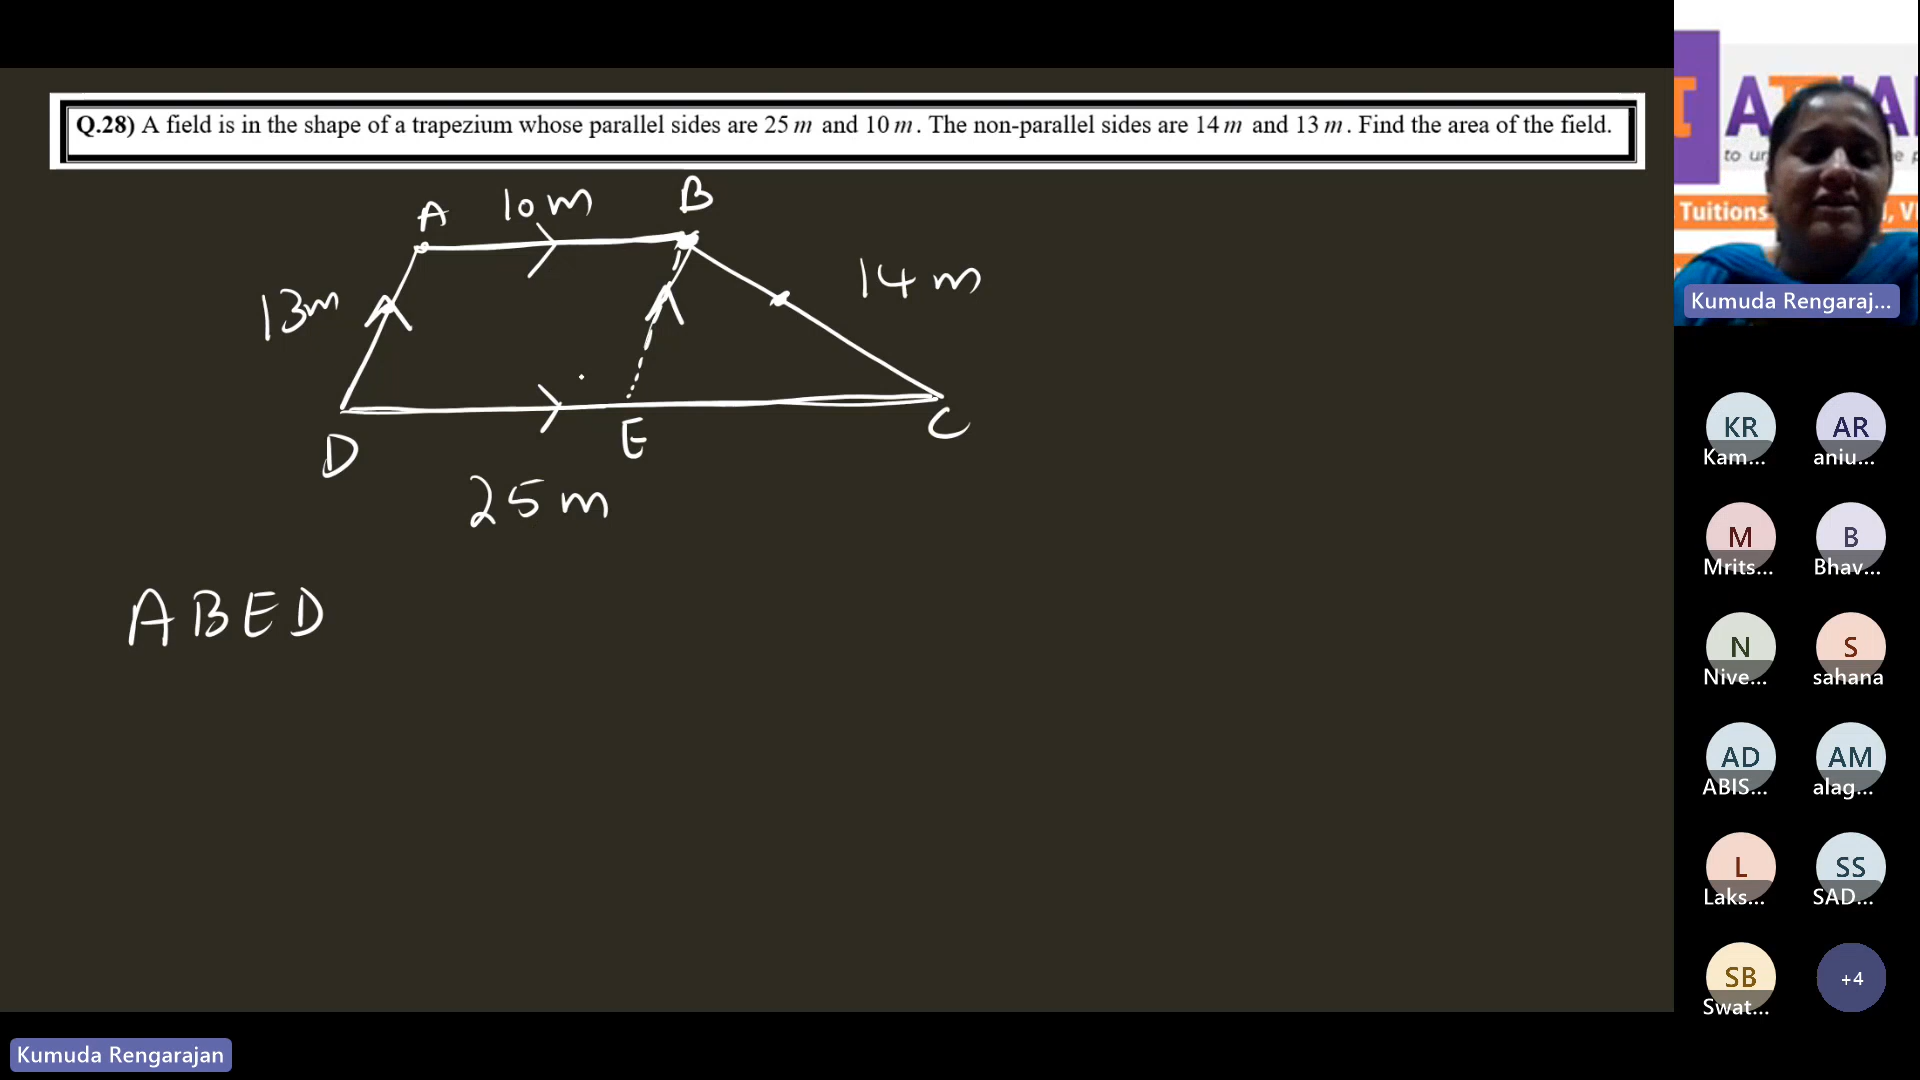 Q.28) A field is in the shape of a trapezium whose parallel sides are 25 m and 10 m. The non-parallel sides are 14 m and 13 m. Find the area of the field.
A 10 m B
13m 14 m
D E C
25 m
A B E D
to un
Tuitions
Kumuda Rengaraj...
KR AR
Kam... aniu...
M B
Mrits... Bhav...
N S
Nive... sahana
AD AM
ABIS... alag...
L SS
Laks... SAD...
SB +4
Swat...
Kumuda Rengarajan